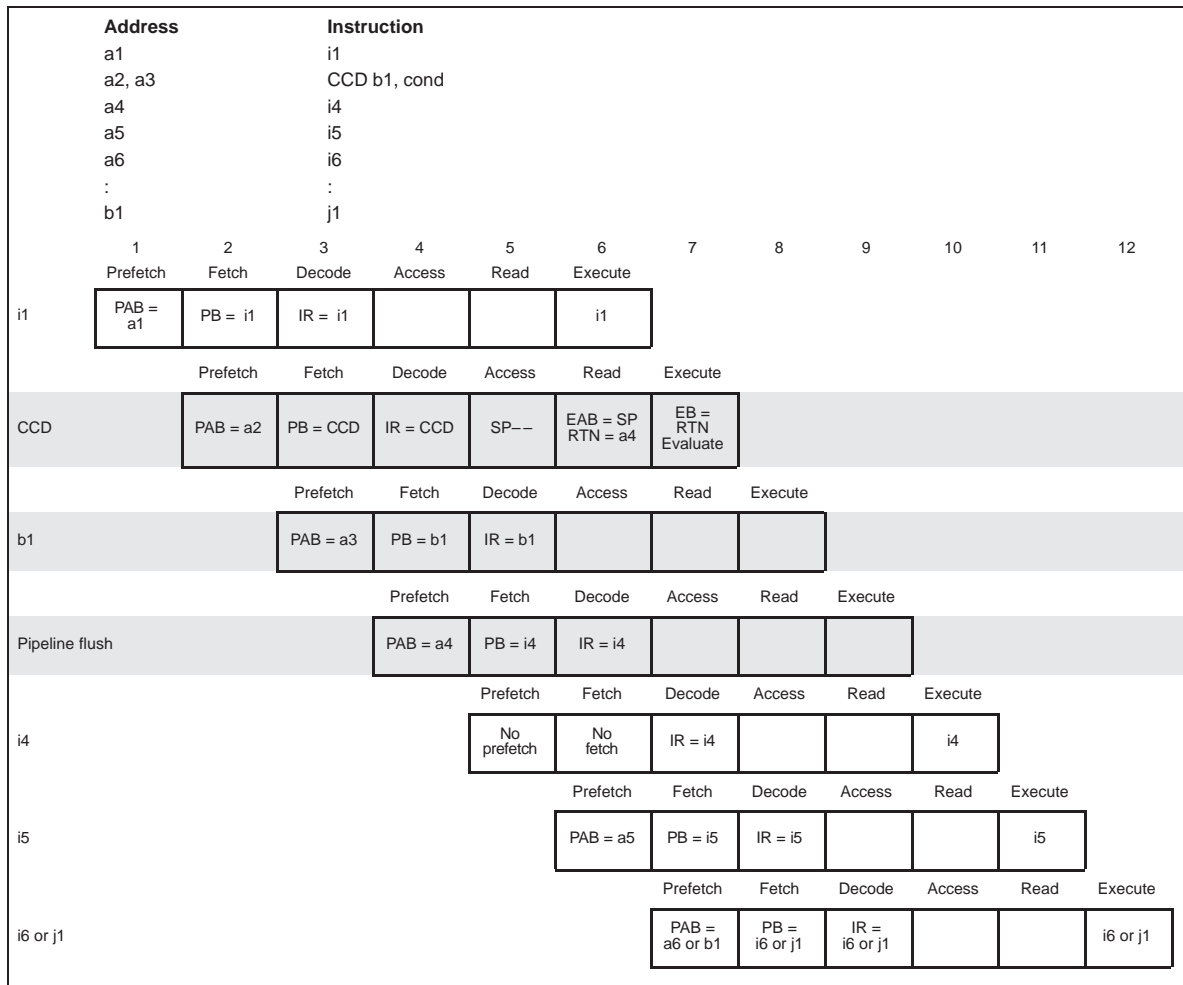 Address Instruction
a1 i1
a2, a3 CCD b1, cond
a4 i4
a5 i5
a6 i6
: :
b1 j1
1 2 3 4 5 6 7 8 9 10 11 12
Prefetch Fetch Decode Access Read Execute
i1 PAB = a1 PB = i1 IR = i1 i1
Prefetch Fetch Decode Access Read Execute
CCD PAB = a2 PB = CCD IR = CCD SP–– EAB = SP RTN = a4 EB = RTN Evaluate
Prefetch Fetch Decode Access Read Execute
b1 PAB = a3 PB = b1 IR = b1
Prefetch Fetch Decode Access Read Execute
Pipeline flush PAB = a4 PB = i4 IR = i4
Prefetch Fetch Decode Access Read Execute
i4 No prefetch No fetch IR = i4 i4
Prefetch Fetch Decode Access Read Execute
i5 PAB = a5 PB = i5 IR = i5 i5
Prefetch Fetch Decode Access Read Execute
i6 or j1 PAB = a6 or b1 PB = i6 or j1 IR = i6 or j1 i6 or j1